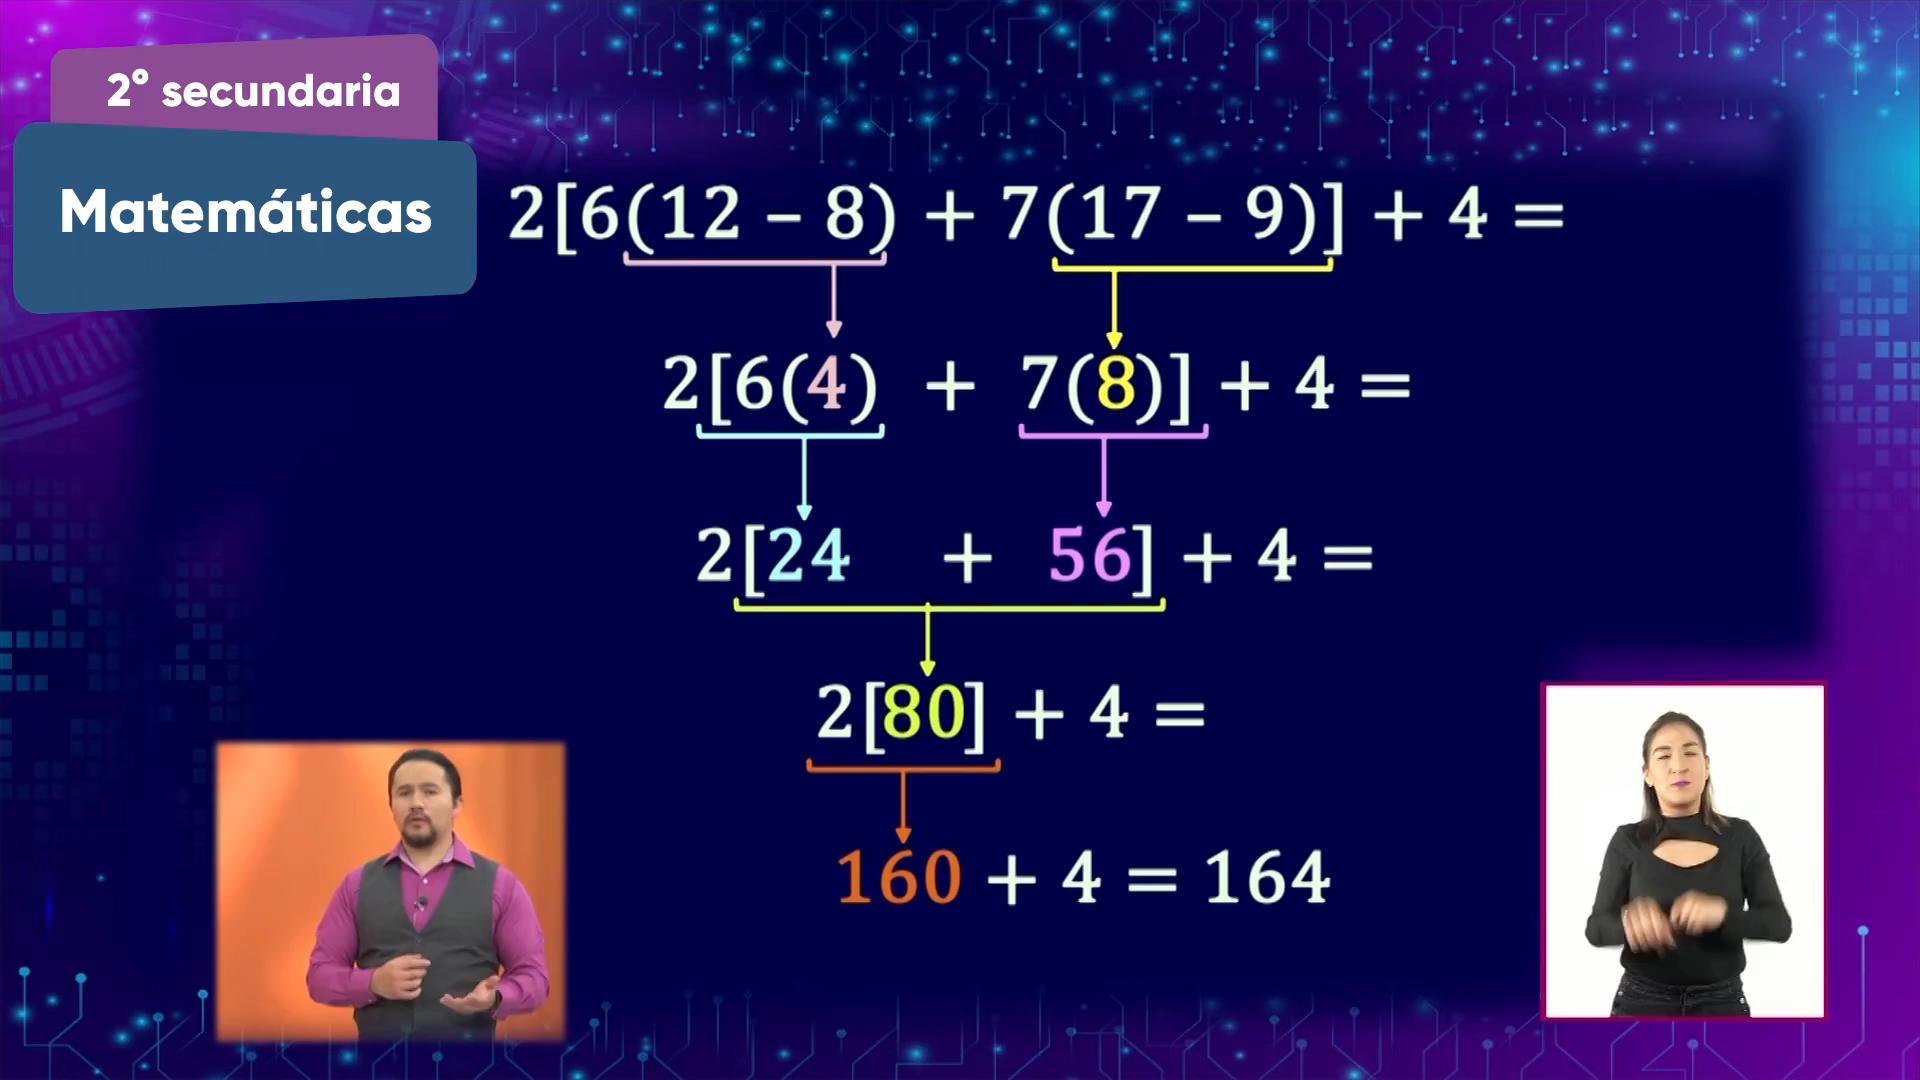 2° secundaria
Matemáticas
2[6(12 – 8) + 7(17 – 9)] + 4 =
2[6(4) + 7(8)] + 4 =
2[24 + 56] + 4 =
2[80] + 4 =
160 + 4 = 164